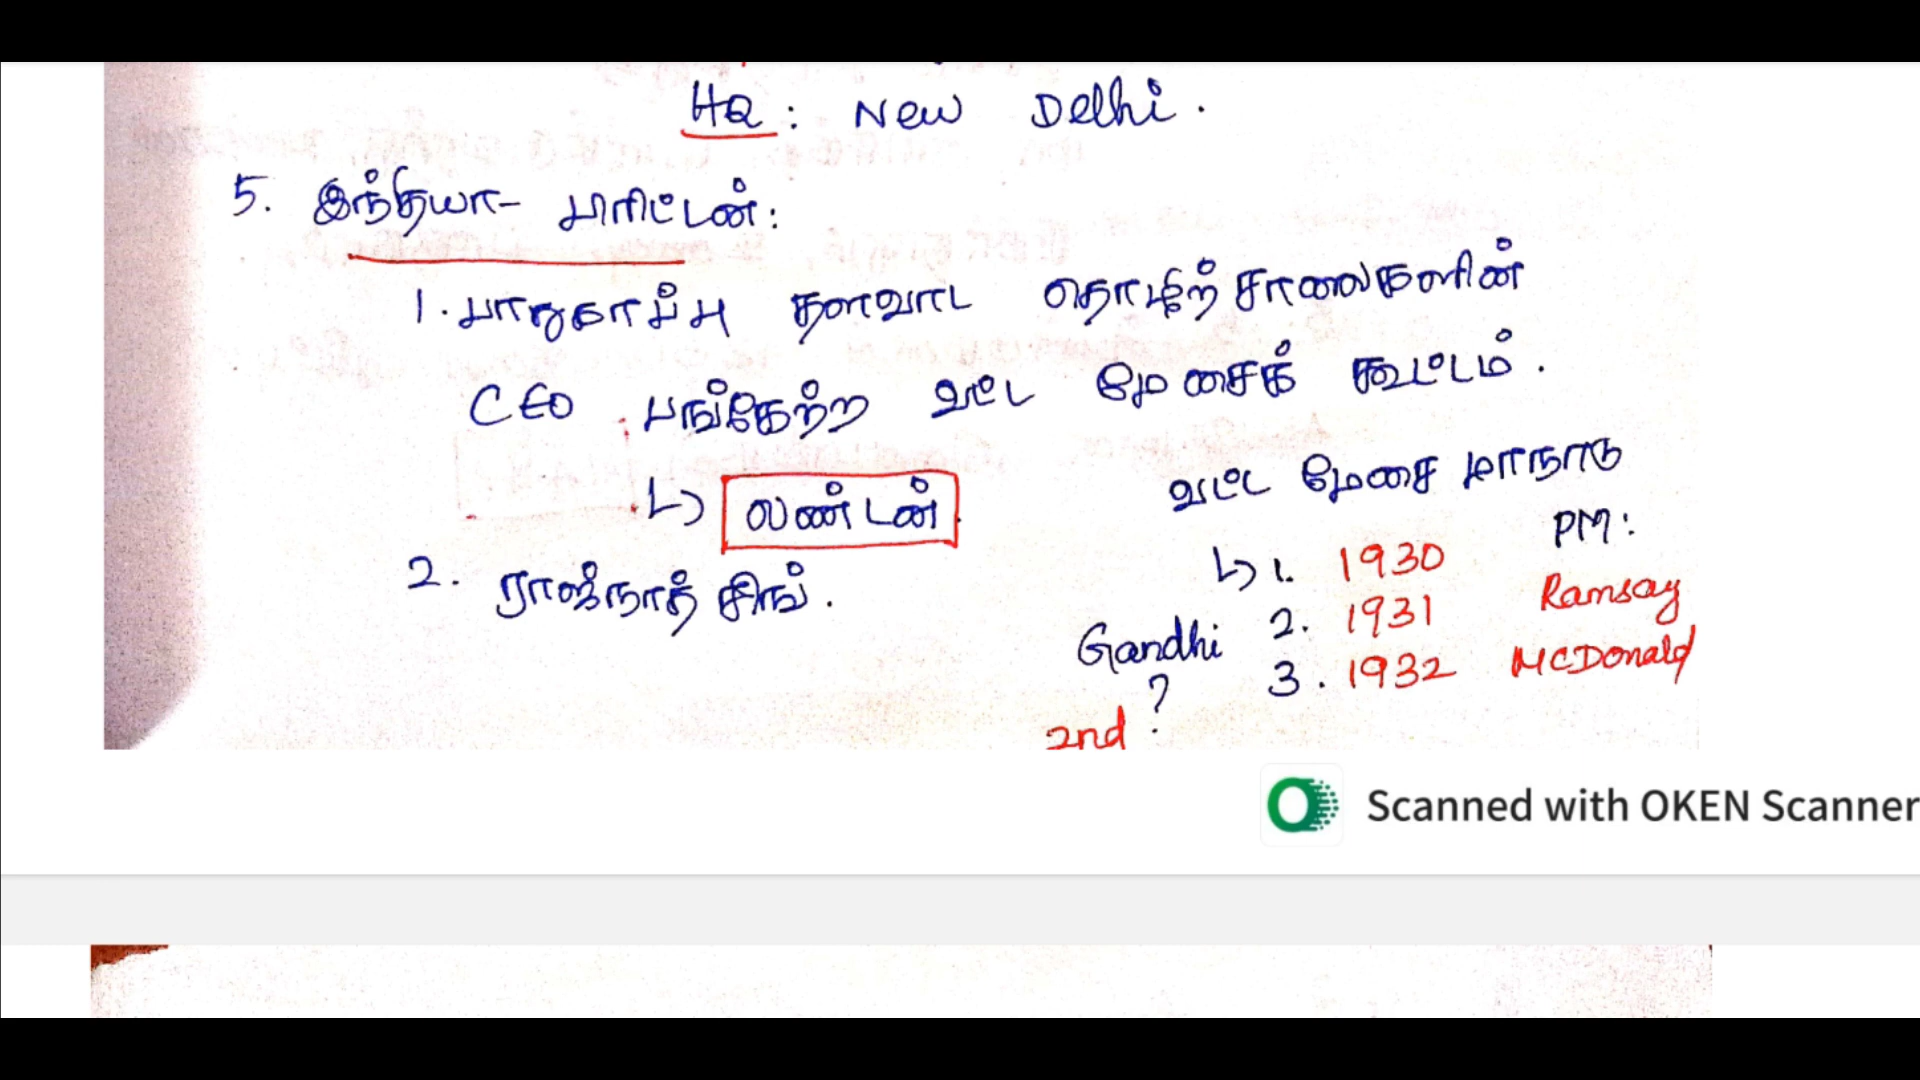 HQ : New Delhi.
5. இந்தியா - பிரிட்டன்:
1. பாதுகாப்பு தளவாட தொழிற்சாலைகளின்
CEO பங்கேற்ற வட்ட மேசைக் கூட்டம்.
↳ லண்டன்
2. ராஜ்நாத் சிங்.
வட்ட மேசை மாநாடு
PM:
↳ 1. 1930
Ramsay
2. 1931
Gandhi
3. 1932 McDonald
?
2nd
Scanned with OKEN Scanner